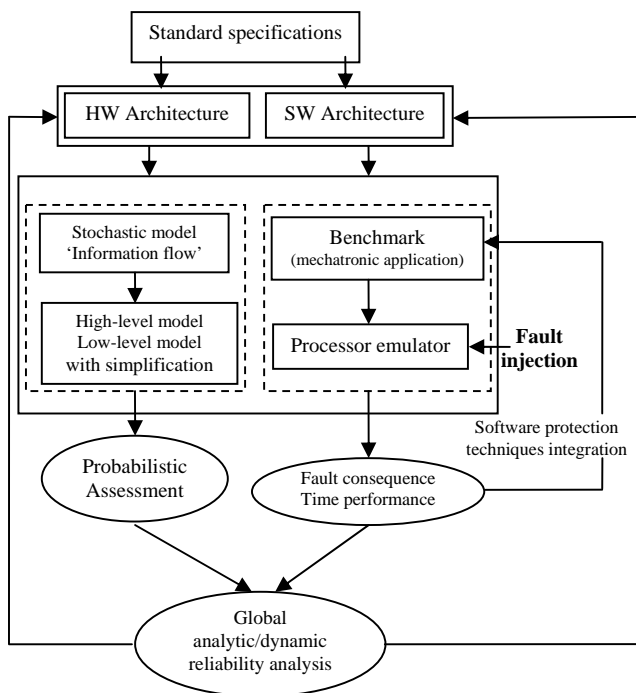 Standard specifications
HW Architecture
SW Architecture
Stochastic model
‘Information flow’
High-level model
Low-level model
with simplification
Benchmark
(mechatronic application)
Processor emulator
Fault
injection
Software protection
techniques integration
Probabilistic
Assessment
Fault consequence
Time performance
Global
analytic/dynamic
reliability analysis